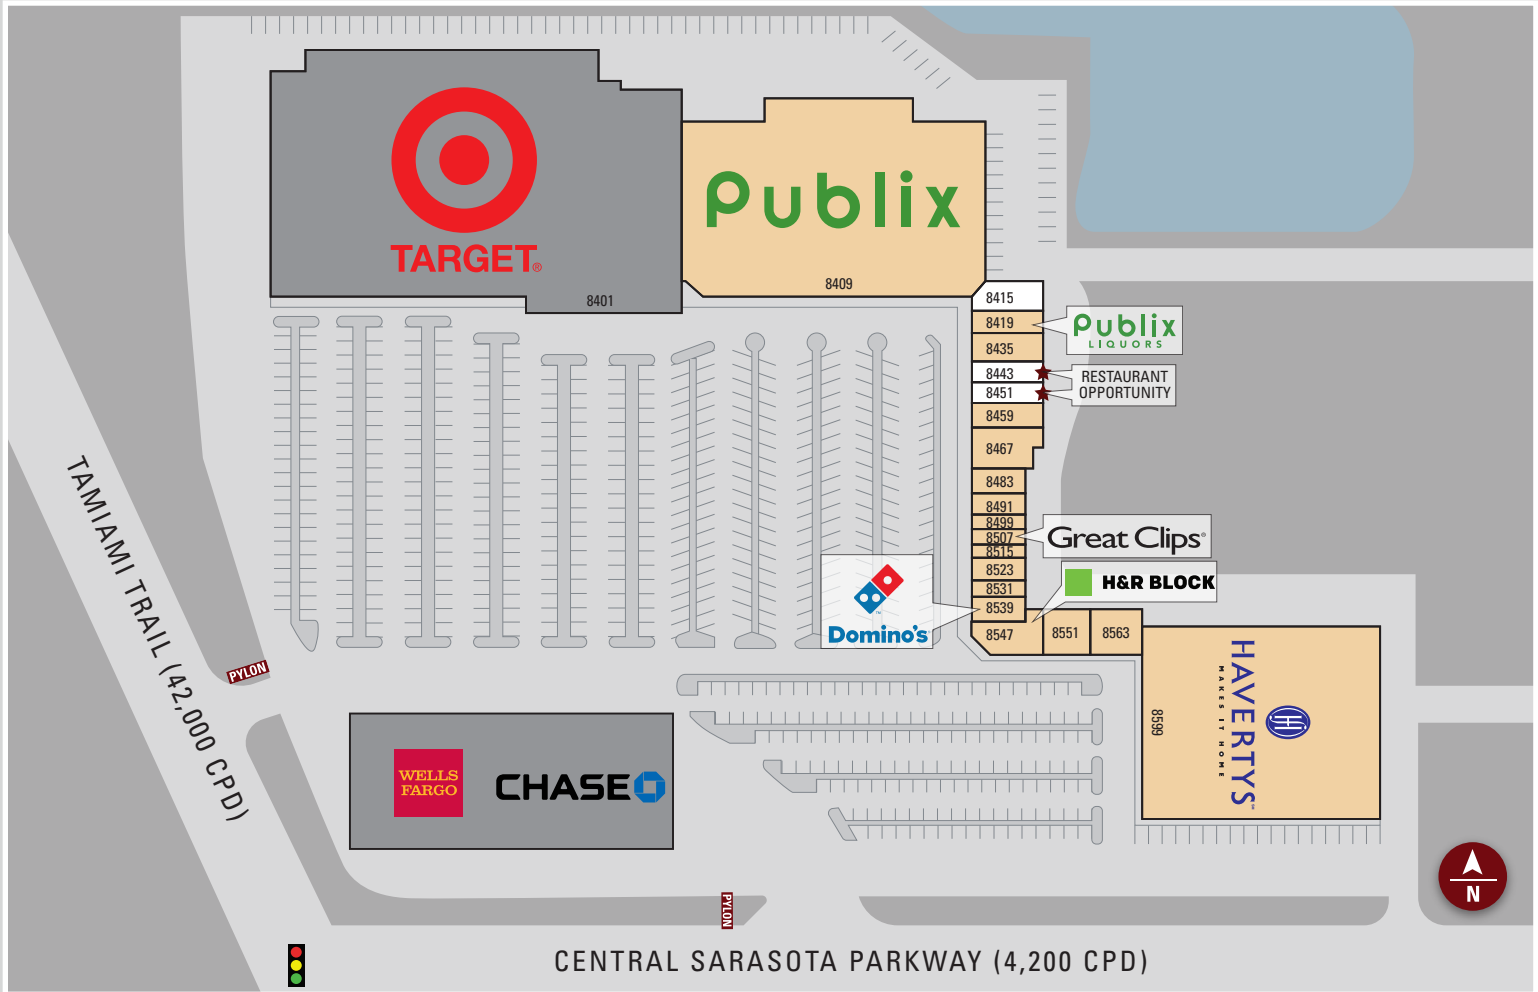 TARGET®
8401
Publix
8409
8415
8419
Publix
LIQUORS
8435
8443
8451
RESTAURANT
OPPORTUNITY
8459
8467
8483
8491
8499
8507
Great Clips®
8515
8523
8531
H&R BLOCK
8539
Domino's™
8547
8551
8563
8599
HAVERTYS™
MAKES IT HOME
TAMIAMI TRAIL (42,000 CPD)
PYLON
WELLS
FARGO
CHASE
PYLON
N
CENTRAL SARASOTA PARKWAY (4,200 CPD)